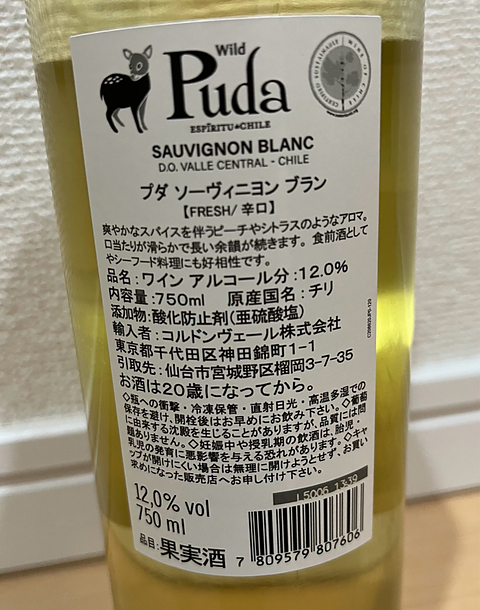 Wild
Puda
ESPÍRITU CHILE
SAUVIGNON BLANC
D.O. VALLE CENTRAL - CHILE
プダ ソーヴィニヨン ブラン
【FRESH/ 辛口】
爽やかなスパイスを伴うピーチやシトラスのようなアロマ。
口当たりが滑らかで長い余韻が続きます。食前酒として
やシーフード料理にも好相性です。
品名：ワイン アルコール分：12.0%
内容量：750ml 原産国名：チリ
添加物：酸化防止剤（亜硫酸塩）
輸入者：コルドンヴェール株式会社
東京都千代田区神田錦町1-1
引取先：仙台市宮城野区榴岡3-7-35
お酒は20歳になってから。
◇瓶への衝撃・冷凍保管・直射日光・高温多湿での
保存を避け、開栓後はお早めにお飲み下さい。◇葡萄
に由来する沈殿を生じることがありますが、品質には問
題ありません。◇妊娠中や授乳期の飲酒は、胎児・
乳児の発育に悪影響を与える恐れがあります。◇キャ
ップが開けにくい場合は無理に開けようとせず、お買い
求めになった販売店へお申し付け下さい。
L5006 1339
12,0% vol
750 ml
品目：果実酒
7 809579 807606